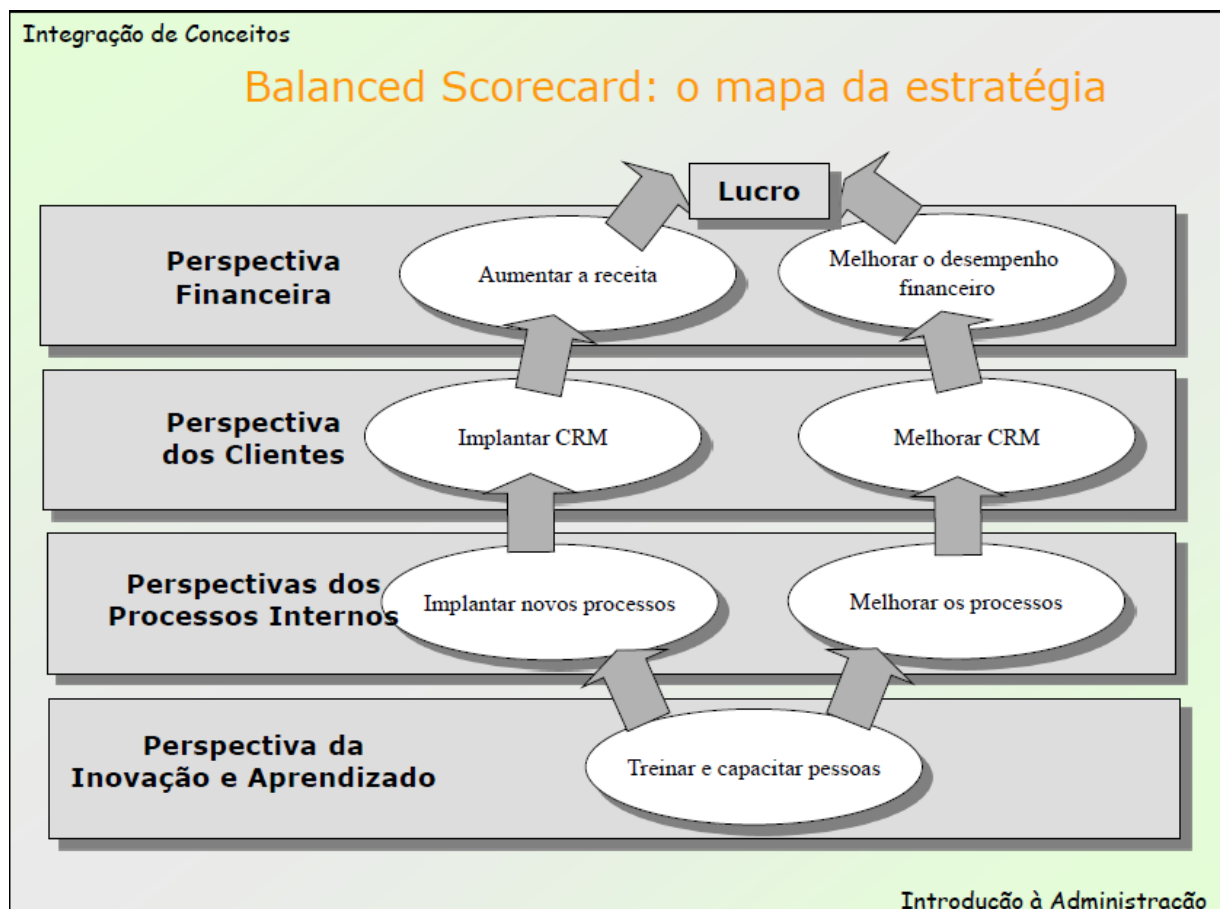 Integração de Conceitos
Balanced Scorecard: o mapa da estratégia
Lucro
Perspectiva
Financeira
Aumentar a receita
Melhorar o desempenho
financeiro
Perspectiva
dos Clientes
Implantar CRM
Melhorar CRM
Perspectivas dos
Processos Internos
Implantar novos processos
Melhorar os processos
Perspectiva da
Inovação e Aprendizado
Treinar e capacitar pessoas
Introdução à Administração